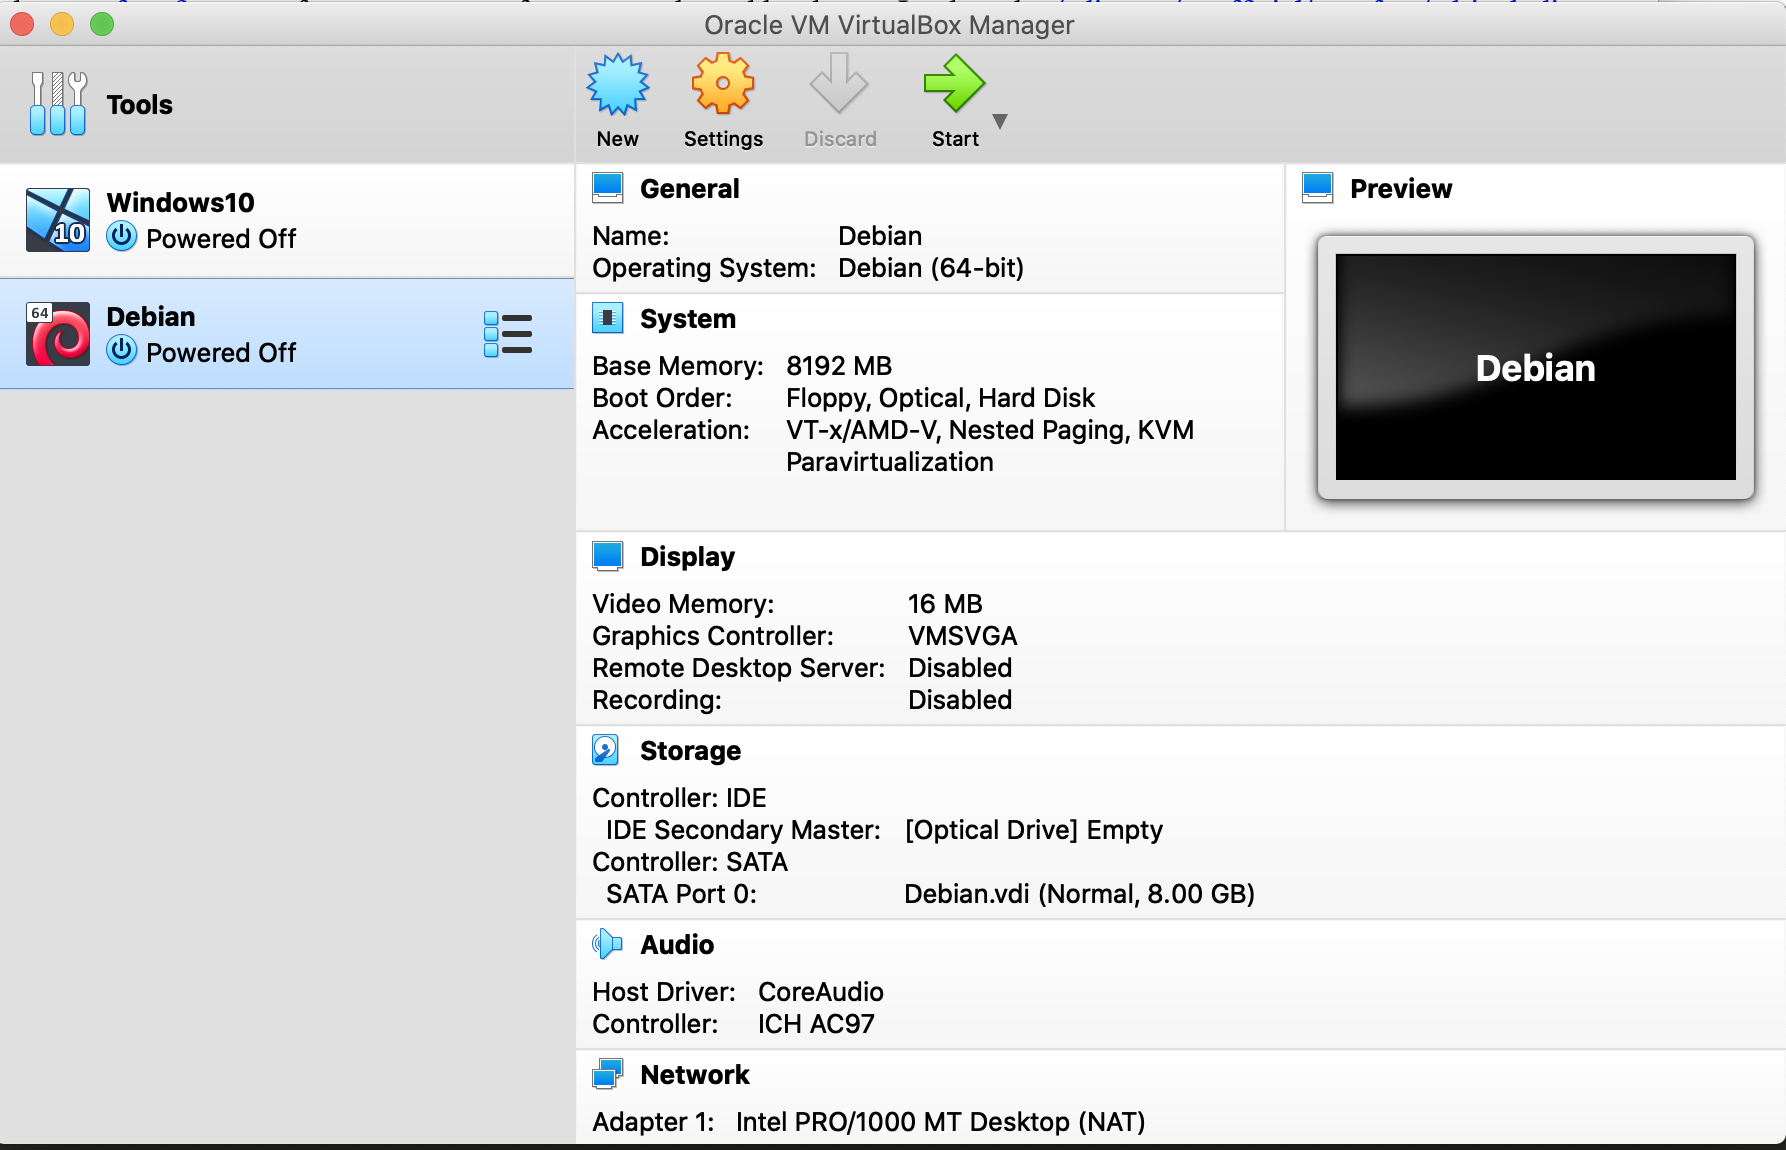 Oracle VM VirtualBox Manager
Tools
New
Settings
Discard
Start
10
Windows10
Powered Off
64
Debian
Powered Off
General
Name: Debian
Operating System: Debian (64-bit)
Preview
Debian
System
Base Memory: 8192 MB
Boot Order: Floppy, Optical, Hard Disk
Acceleration: VT-x/AMD-V, Nested Paging, KVM
Paravirtualization
Display
Video Memory: 16 MB
Graphics Controller: VMSVGA
Remote Desktop Server: Disabled
Recording: Disabled
Storage
Controller: IDE
IDE Secondary Master: [Optical Drive] Empty
Controller: SATA
SATA Port 0: Debian.vdi (Normal, 8.00 GB)
Audio
Host Driver: CoreAudio
Controller: ICH AC97
Network
Adapter 1: Intel PRO/1000 MT Desktop (NAT)